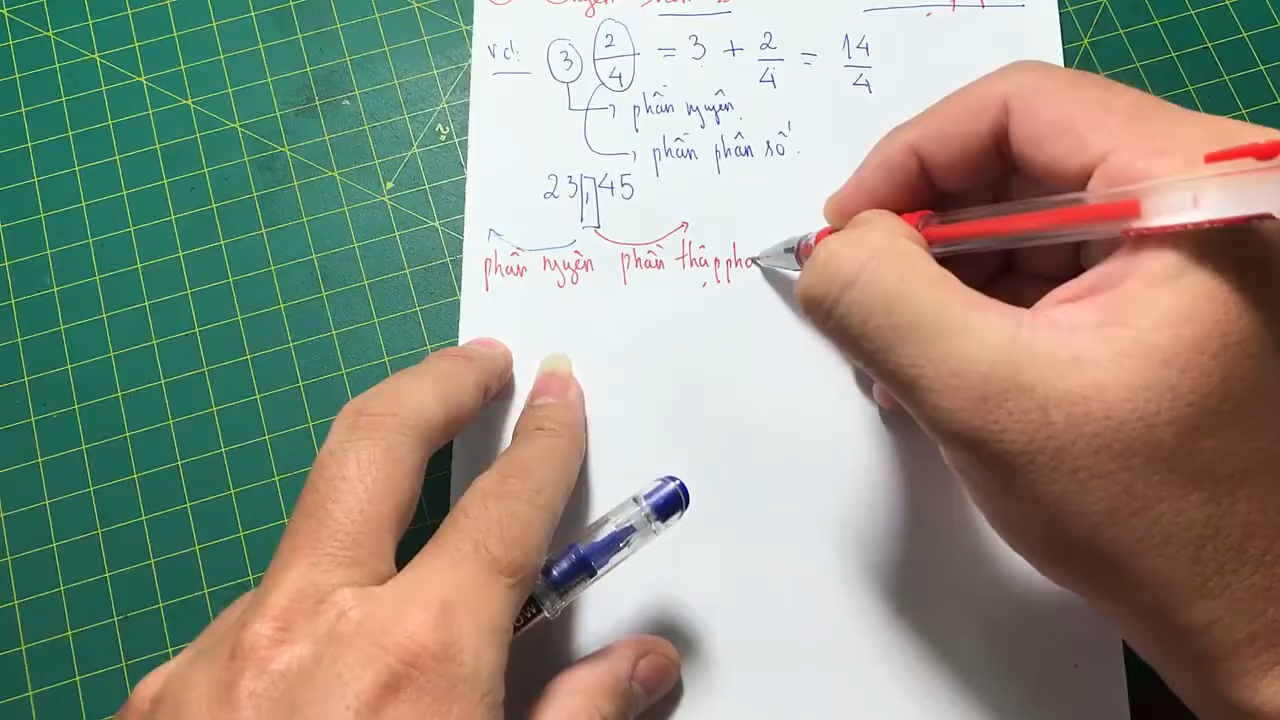 vd: 3 2/4 = 3 + 2/4 = 14/4
phần nguyên
phần phân số.
23,45
phần nguyên phần thập phâ